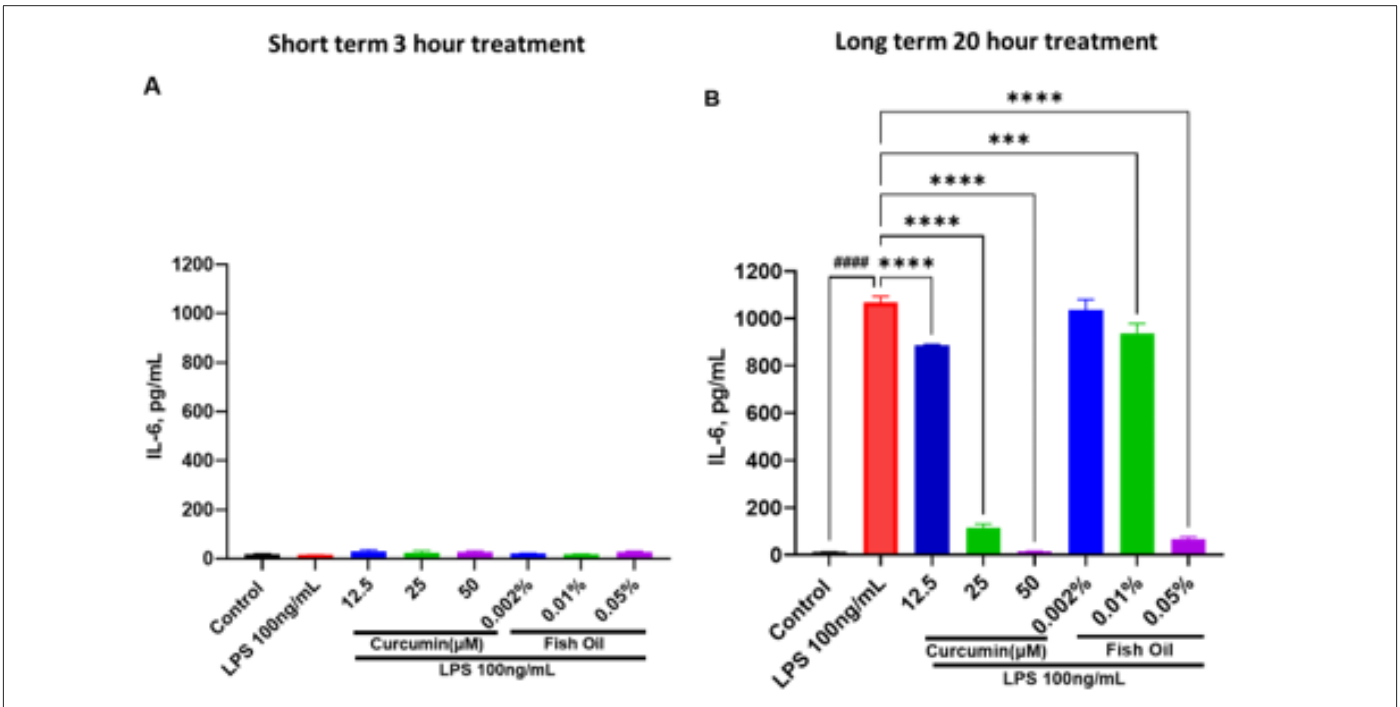 Short term 3 hour treatment
A
IL-6, pg/mL
1200
1000
800
600
400
200
0
Control
LPS 100ng/mL
12.5
25
50
0.002%
0.01%
0.05%
Curcumin(µM)
Fish Oil
LPS 100ng/mL
Long term 20 hour treatment
B
****
***
****
****
#### ****
IL-6, pg/mL
1200
1000
800
600
400
200
0
Control
LPS 100ng/mL
12.5
25
50
0.002%
0.01%
0.05%
Curcumin(µM)
Fish Oil
LPS 100ng/mL